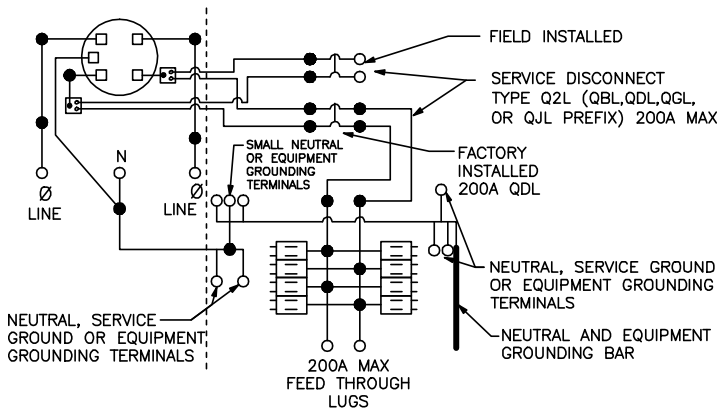 FIELD INSTALLED
SERVICE DISCONNECT
TYPE Q2L (QBL,QDL,QGL,
OR QJL PREFIX) 200A MAX
SMALL NEUTRAL
OR EQUIPMENT
GROUNDING
TERMINALS
FACTORY
INSTALLED
200A QDL
N
Ø
LINE
Ø
LINE
NEUTRAL, SERVICE GROUND
OR EQUIPMENT GROUNDING
TERMINALS
NEUTRAL, SERVICE
GROUND OR EQUIPMENT
GROUNDING TERMINALS
NEUTRAL AND EQUIPMENT
GROUNDING BAR
200A MAX
FEED THROUGH
LUGS